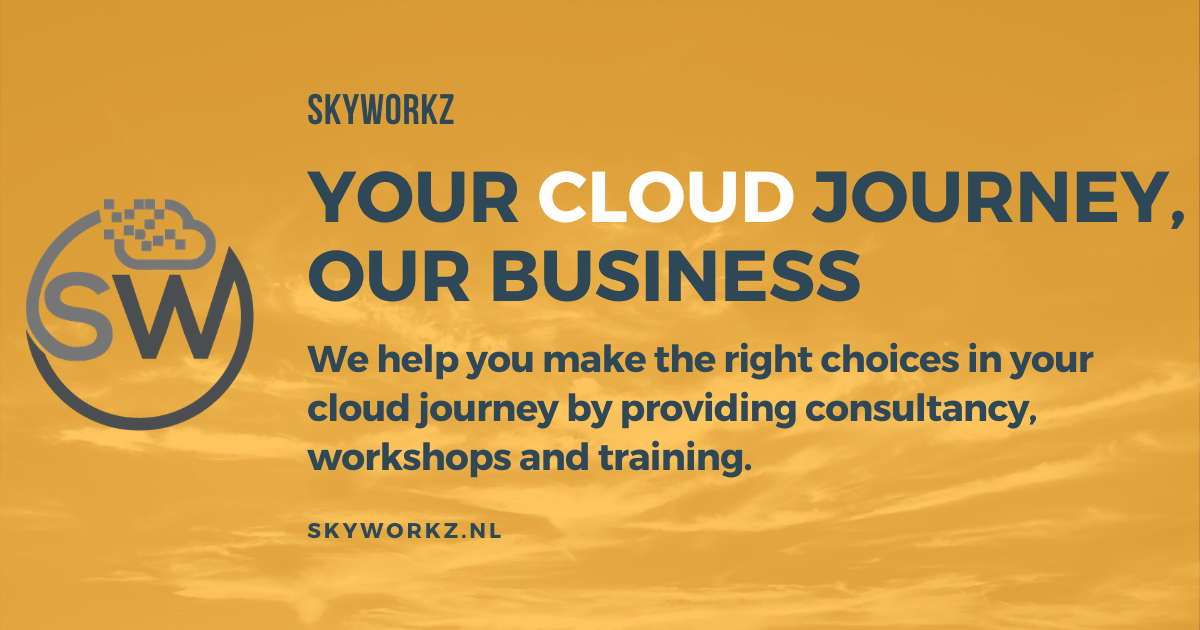 SKYWORKZ
YOUR CLOUD JOURNEY,
OUR BUSINESS
SW
We help you make the right choices in your
cloud journey by providing consultancy,
workshops and training.
SKYWORKZ.NL